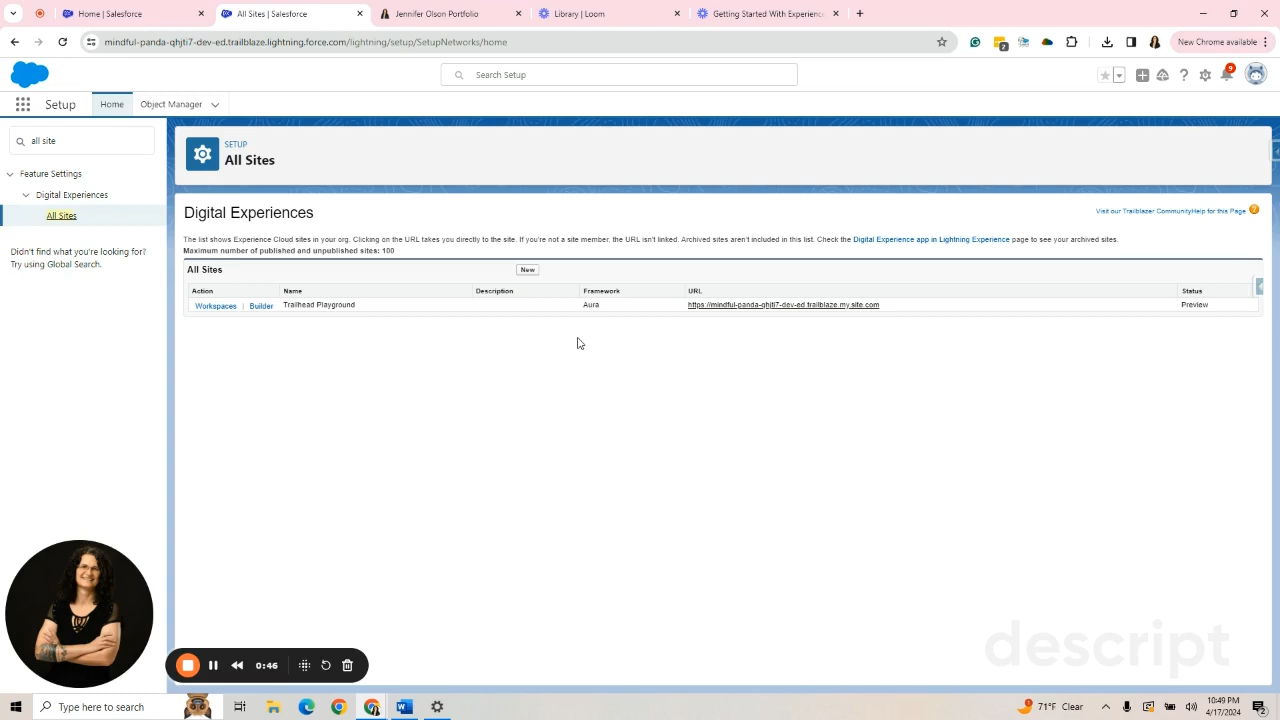 Home | Salesforce
All Sites | Salesforce
Jennifer Olson Portfolio
Library | Loom
Getting Started With Experienc
mindful-panda-qhjti7-dev-ed.trailblaze.lightning.force.com/lightning/setup/SetupNetworks/home
7
New Chrome available
Search Setup
9
Setup
Home
Object Manager
all site
Feature Settings
Digital Experiences
All Sites
Didn't find what you're looking for?
Try using Global Search.
SETUP
All Sites
Digital Experiences
Visit our Trailblazer Community Help for this Page
The list shows Experience Cloud sites in your org. Clicking on the URL takes you directly to the site. If you're not a site member, the URL isn't linked. Archived sites aren't included in this list. Check the Digital Experience app in Lightning Experience page to see your archived sites.
Maximum number of published and unpublished sites: 100
All Sites
New
Action Name Description Framework URL Status
Workspaces | Builder Trailhead Playground Aura https://mindful-panda-qhjti7-dev-ed.trailblaze.my.site.com Preview
descript
0:46
Type here to search
71°F Clear
10:49 PM
4/17/2024
2